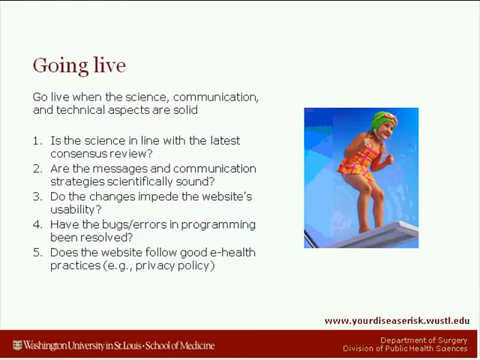 Going live
Go live when the science, communication,
and technical aspects are solid
1. Is the science in line with the latest
consensus review?
2. Are the messages and communication
strategies scientifically sound?
3. Do the changes impede the website's
usability?
4. Have the bugs/errors in programming
been resolved?
5. Does the website follow good e-health
practices (e.g., privacy policy)
www.yourdiseaserisk.wustl.edu
Washington University in St. Louis • School of Medicine
Department of Surgery
Division of Public Health Sciences